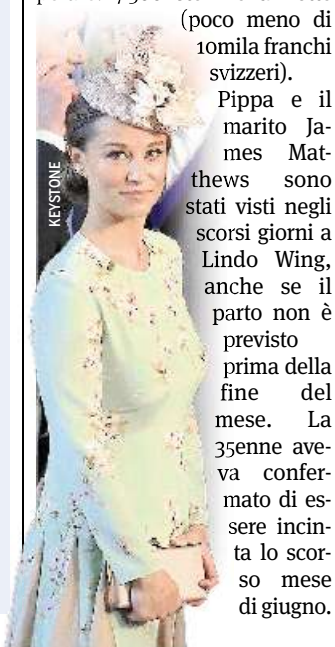 (poco meno di
10mila franchi
svizzeri).
Pippa e il
marito Ja-
mes Mat-
thews sono
stati visti negli
scorsi giorni a
Lindo Wing,
anche se il
parto non è
previsto
prima della
fine del
mese. La
35enne ave-
va confer-
mato di es-
sere incin-
ta lo scor-
so mese
di giugno.
KEYSTONE